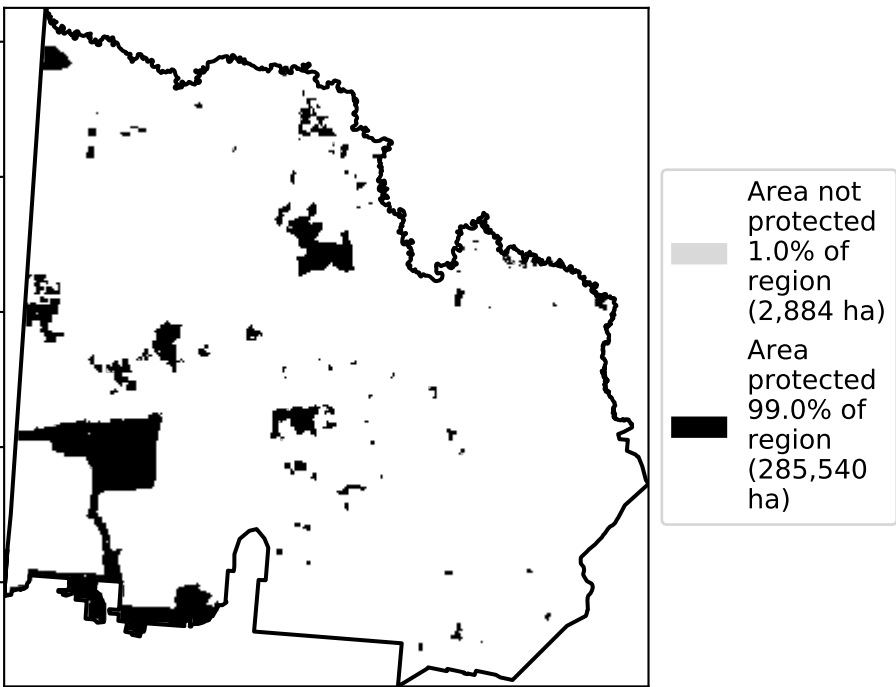 Area not
protected
1.0% of
region
(2,884 ha)
Area
protected
99.0% of
region
(285,540
ha)